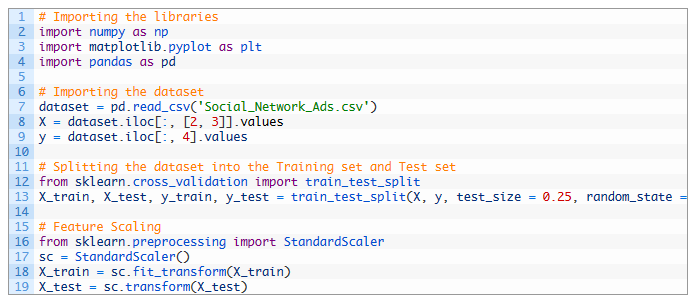 1 # Importing the libraries
2 import numpy as np
3 import matplotlib.pyplot as plt
4 import pandas as pd
5
6 # Importing the dataset
7 dataset = pd.read_csv('Social_Network_Ads.csv')
8 X = dataset.iloc[:, [2, 3]].values
9 y = dataset.iloc[:, 4].values
10
11 # Splitting the dataset into the Training set and Test set
12 from sklearn.cross_validation import train_test_split
13 X_train, X_test, y_train, y_test = train_test_split(X, y, test_size = 0.25, random_state =
14
15 # Feature Scaling
16 from sklearn.preprocessing import StandardScaler
17 sc = StandardScaler()
18 X_train = sc.fit_transform(X_train)
19 X_test = sc.transform(X_test)